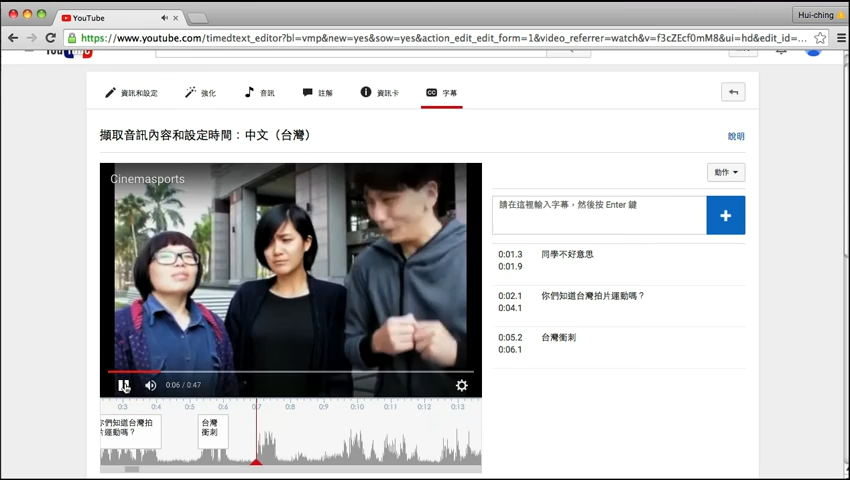 YouTube
Hui-ching
https://www.youtube.com/timedtext_editor?bl=vmp&new=yes&sow=yes&action_edit_edit_form=1&video_referrer=watch&v=f3cZEcf0mM8&ui=hd&edit_id=...
資訊和設定
強化
音訊
註解
資訊卡
CC 字幕
擷取音訊內容和設定時間：中文（台灣）
說明
動作
Cinemasports
請在這裡輸入字幕，然後按 Enter 鍵
+
0:01.3 同學不好意思
0:01.9
0:02.1 你們知道台灣拍片運動嗎？
0:04.1
0:05.2 台灣衝刺
0:06.1
0:06 / 0:47
0:3 0:4 0:5 0:6 0:7 0:8 0:9 0:10 0:11 0:12 0:13
你們知道台灣拍
片運動嗎？
台灣
衝刺